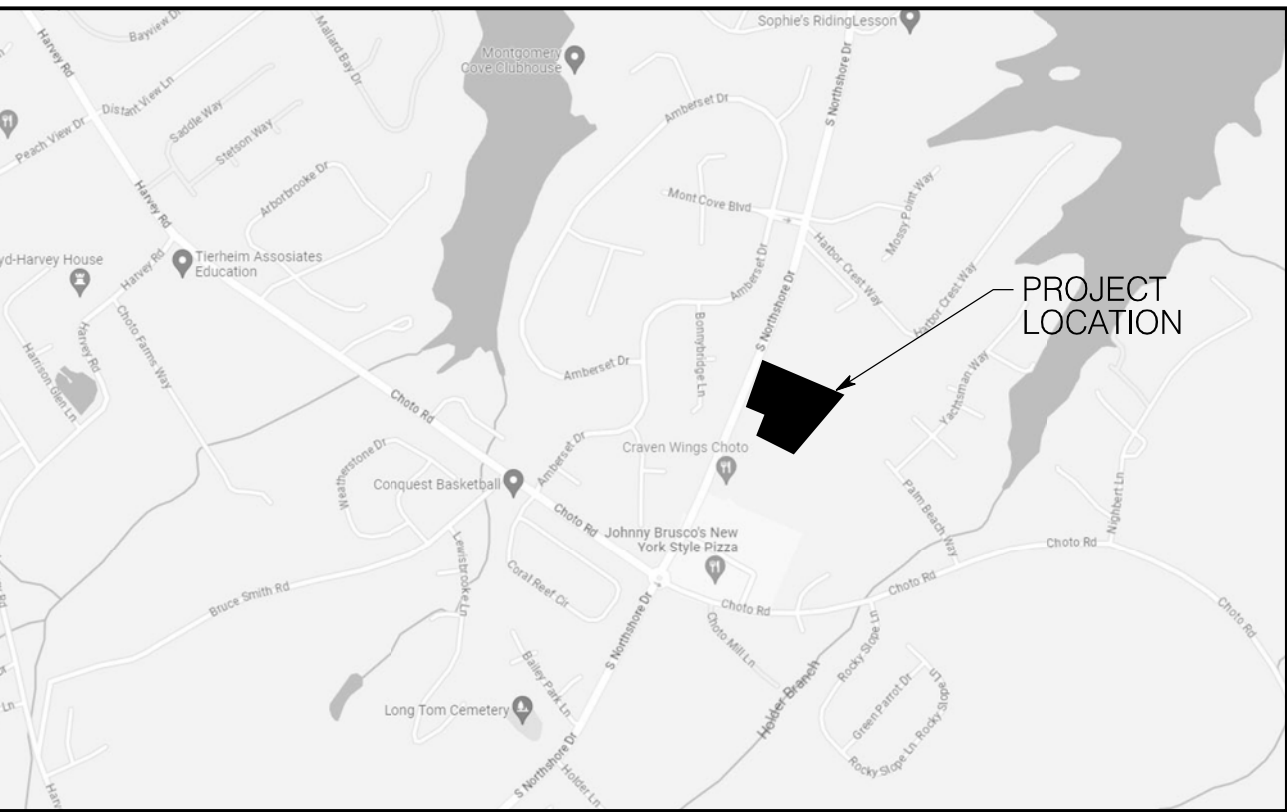 Sophie's RidingLesson
Bayview Dr
Harvey Rd
Mallard Bay Dr
S Northshore Dr
Montgomery
Cove Clubhouse
Distant View Ln
Amberset Dr
Saddle Way
Peach View Dr
Stetson Way
Arborbrooke Dr
Mossy Point Way
Harvey Rd
Mont Cove Blvd
Tierheim Assosiates
Education
yd-Harvey House
Harvey Rd
Amberset Dr
Harbor Crest Way
Harbor Crest Way
PROJECT
LOCATION
S Northshore Dr
Choto Farms Way
Harvey Rd
Harrison Glen Ln
Bonnybridge Ln
Amberset Dr
Yachtsman Way
Choto Rd
Craven Wings Choto
Weatherstone Dr
Amberset Dr
Conquest Basketball
Palm Beach Way
Nighbert Ln
Choto Rd
Johnny Brusco's New
York Style Pizza
Choto Rd
Lewisbrooke Ln
Coral Reef Cir
Bruce Smith Rd
Choto Rd
Choto Rd
Choto Rd
S Northshore Dr
Choto Mill Ln
Rocky Slope Ln
Bailey Park Ln
Holder Branch
Green Parrot Dr
Rocky Slope Ln
Long Tom Cemetery
Ln
Rocky Slope Ln
S Northshore Dr
Holder Ln
Harv